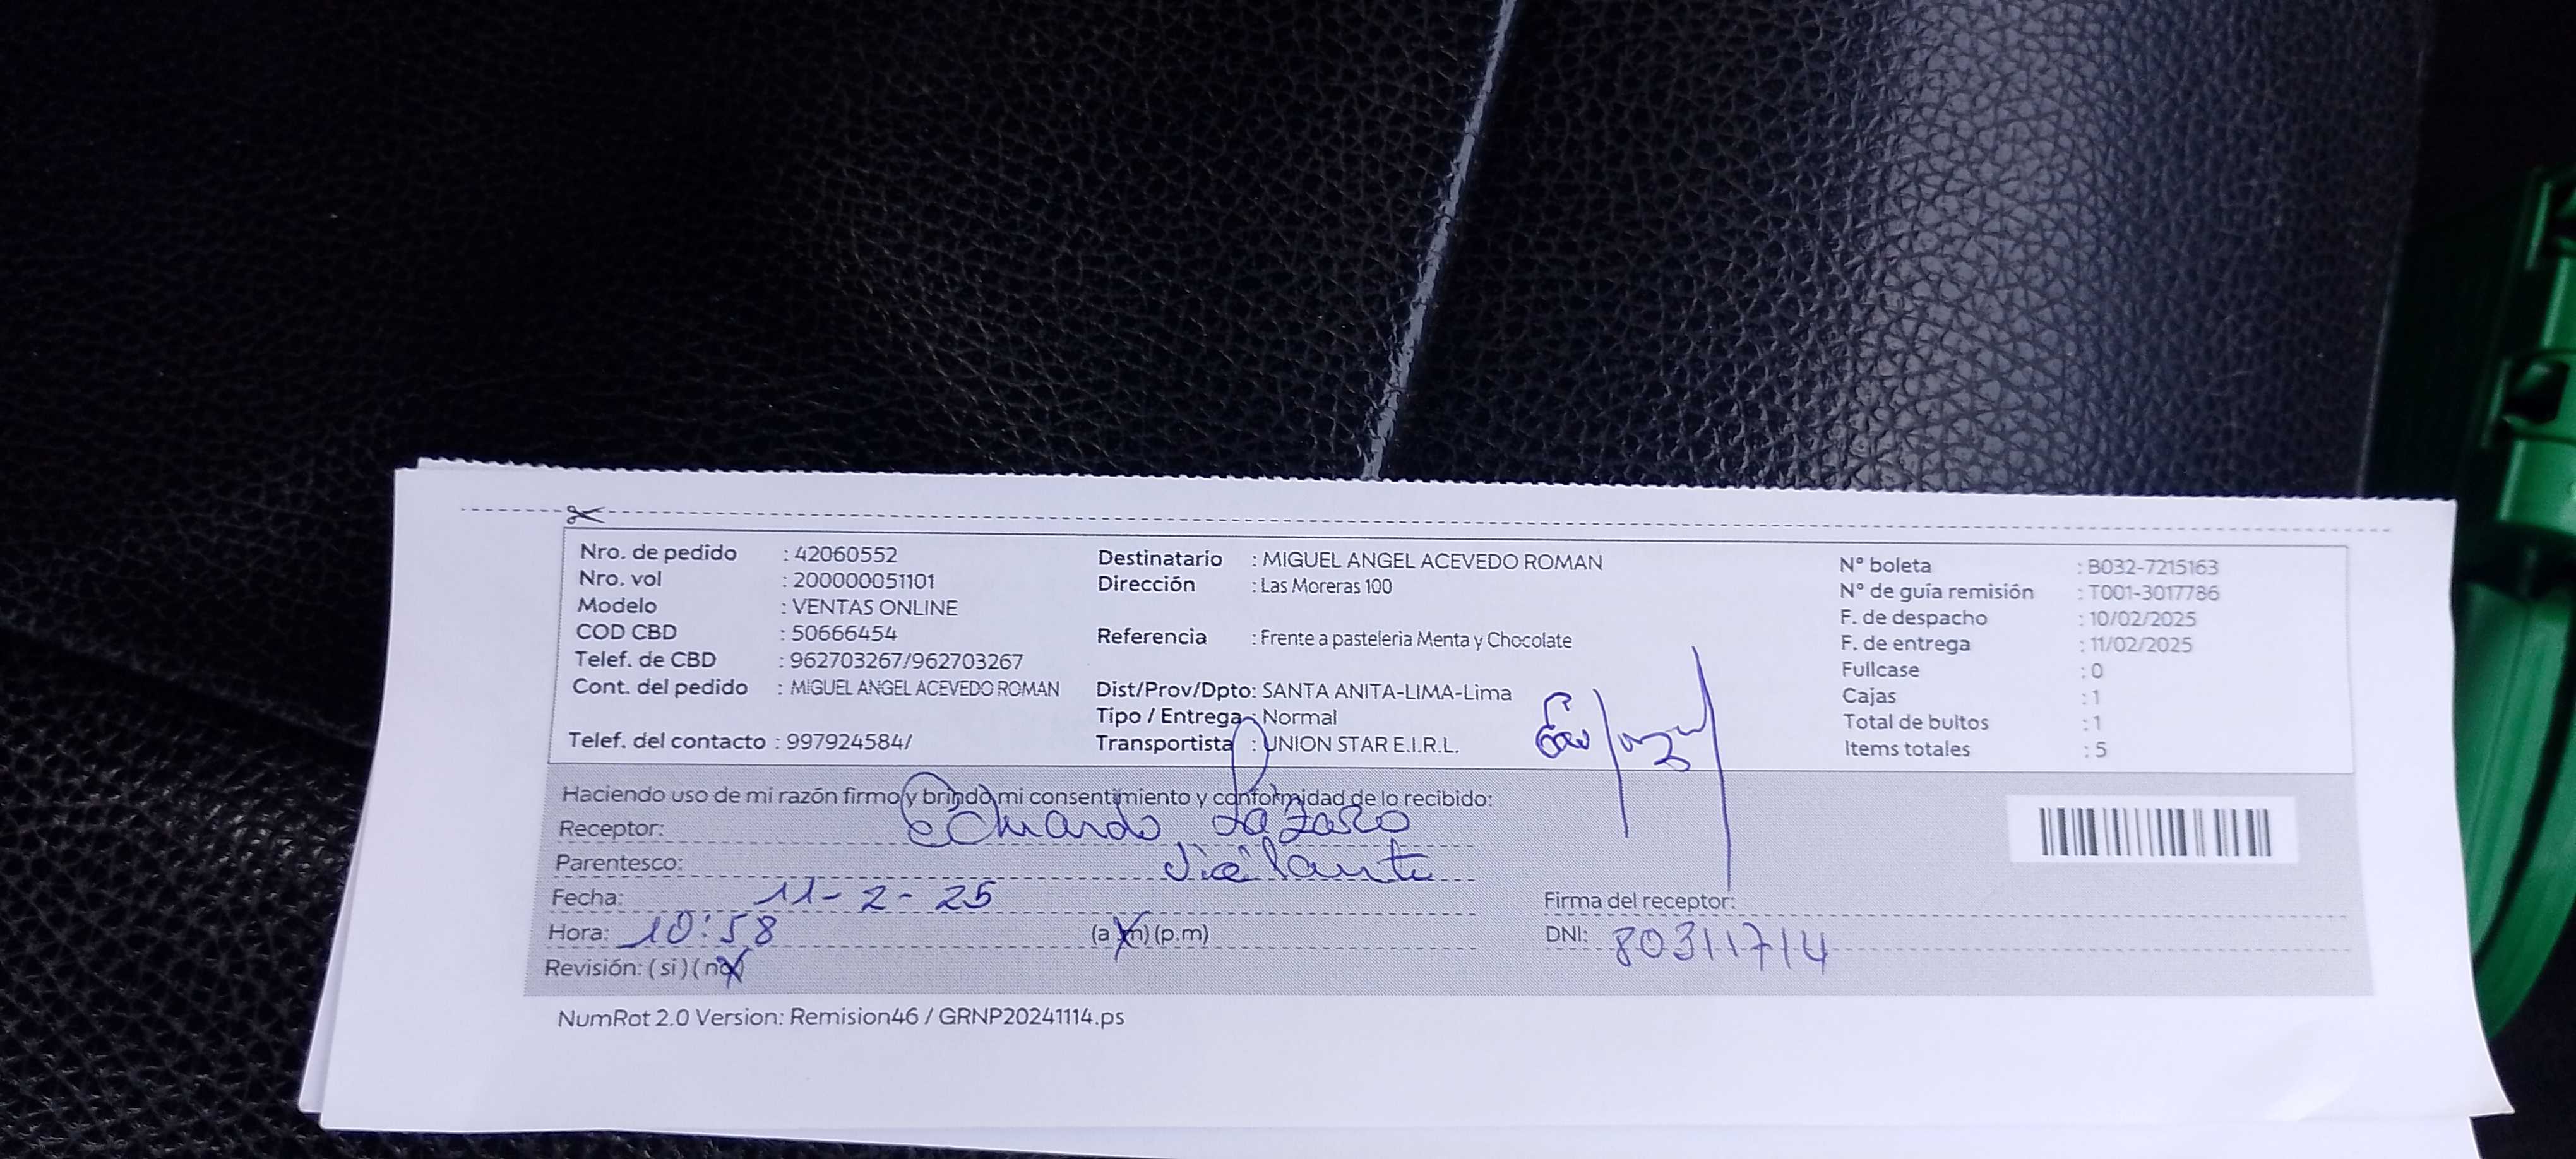 Nro. de pedido : 42060552
Nro. vol : 200000051101
Modelo : VENTAS ONLINE
COD CBD : 50666454
Telef. de CBD : 962703267/962703267
Cont. del pedido : MIGUEL ANGEL ACEVEDO ROMAN
Telef. del contacto : 997924584/
Destinatario : MIGUEL ANGEL ACEVEDO ROMAN
Dirección : Las Moreras 100
Referencia : Frente a pasteleria Menta y Chocolate
Dist/Prov/Dpto: SANTA ANITA-LIMA-Lima
Tipo / Entrega : Normal
Transportista : UNION STAR E.I.R.L.
N° boleta : B032-7215163
N° de guía remisión : T001-3017786
F. de despacho : 10/02/2025
F. de entrega : 11/02/2025
Fullcase : 0
Cajas : 1
Total de bultos : 1
Items totales : 5
Haciendo uso de mi razón firmo y brindo mi consentimiento y conformidad de lo recibido:
Receptor: Eduardo Lazaro
Parentesco: Vigilante
Fecha: 11-2-25
Hora: 10:58 (a.m) (p.m)
Revisión: (si) (no)
Firma del receptor:
DNI: 80311714
NumRot 2.0 Version: Remision46 / GRNP20241114.ps